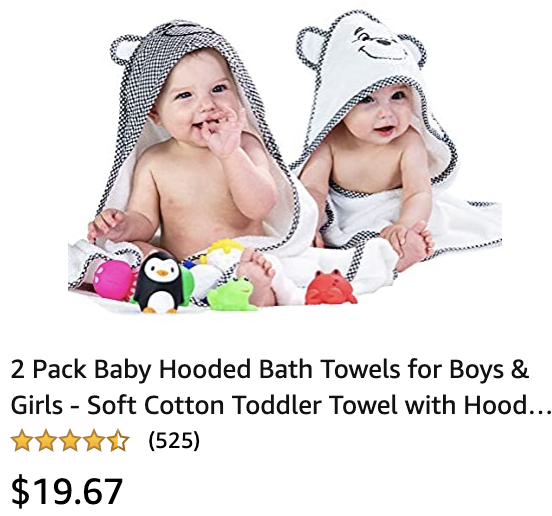 2 Pack Baby Hooded Bath Towels for Boys &
Girls - Soft Cotton Toddler Towel with Hood...
(525)
$19.67